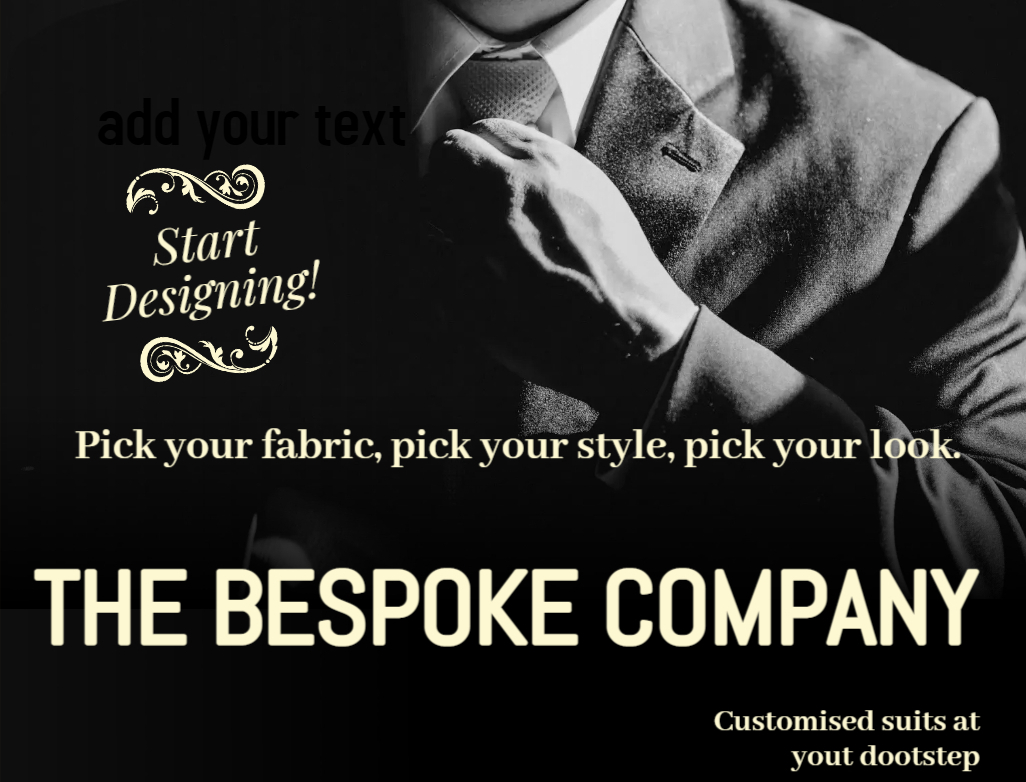 add your text
Start
Designing!
Pick your fabric, pick your style, pick your look.
THE BESPOKE COMPANY
Customised suits at
yout dootstep